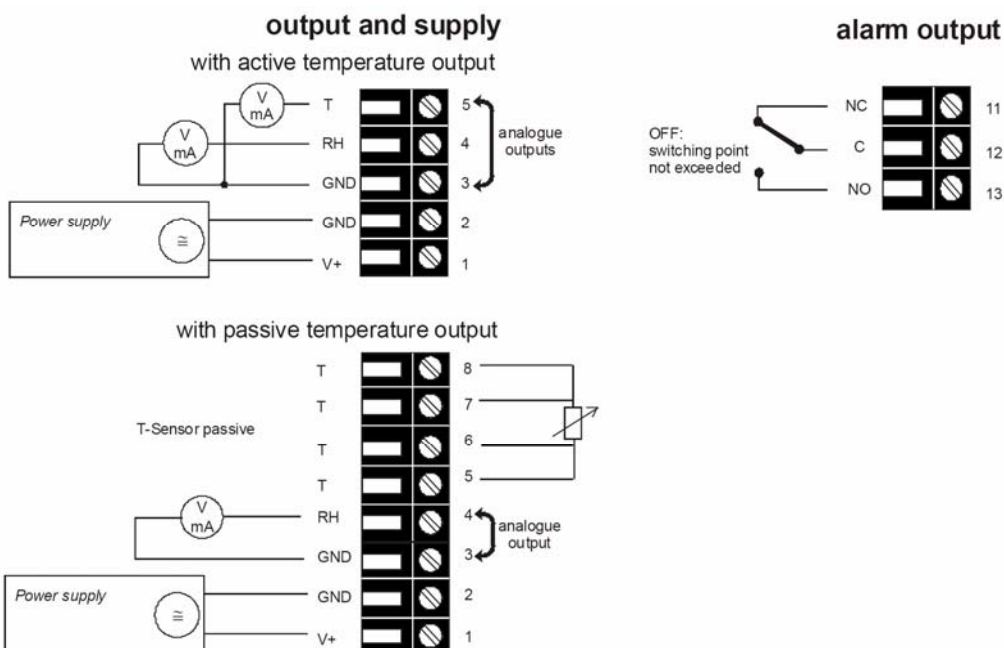 output and supply
with active temperature output
V
mA
T
5
V
mA
RH
4
analogue
outputs
GND
3
Power supply
≅
GND
2
V+
1
alarm output
NC
11
OFF:
switching point
not exceeded
C
12
NO
13
with passive temperature output
T
8
T
7
T-Sensor passive
T
6
T
5
V
mA
RH
4
analogue
output
GND
3
Power supply
≅
GND
2
V+
1